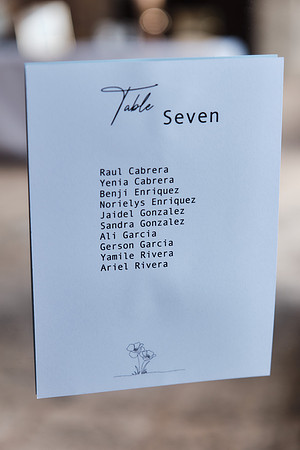 Table Seven
Raul Cabrera
Yenia Cabrera
Benji Enriquez
Norielys Enriquez
Jaidel Gonzalez
Sandra Gonzalez
Ali Garcia
Gerson Garcia
Yamile Rivera
Ariel Rivera